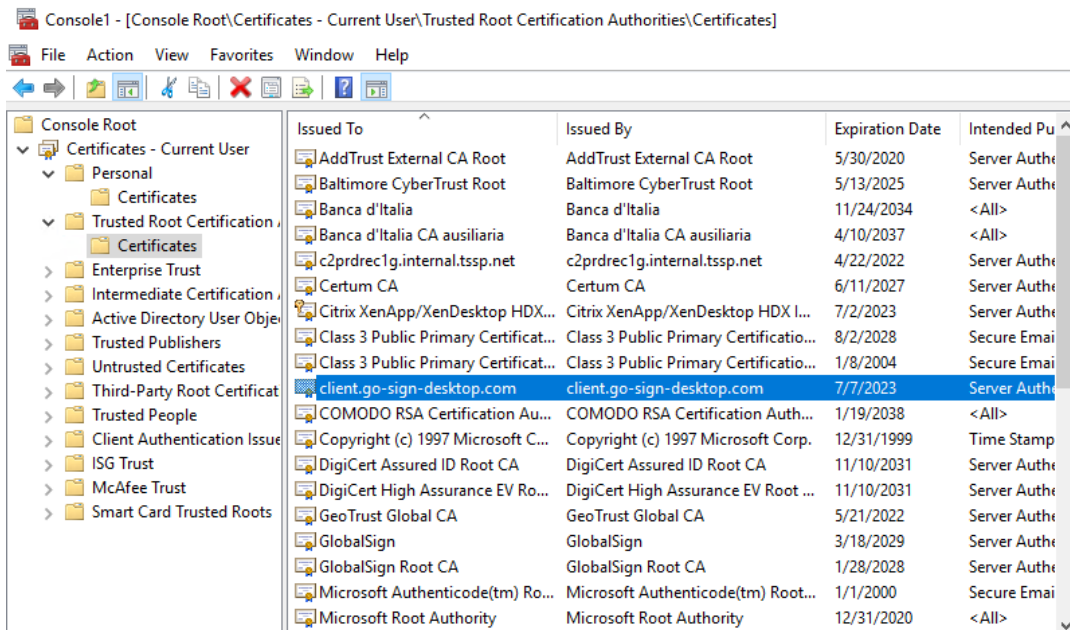 Console1 - [Console Root\Certificates - Current User\Trusted Root Certification Authorities\Certificates]
File Action View Favorites Window Help
Console Root
Certificates - Current User
Personal
Certificates
Trusted Root Certification
Certificates
Enterprise Trust
Intermediate Certification
Active Directory User Obje
Trusted Publishers
Untrusted Certificates
Third-Party Root Certificat
Trusted People
Client Authentication Issue
ISG Trust
McAfee Trust
Smart Card Trusted Roots
Issued To Issued By Expiration Date Intended Pu
AddTrust External CA Root AddTrust External CA Root 5/30/2020 Server Authe
Baltimore CyberTrust Root Baltimore CyberTrust Root 5/13/2025 Server Authe
Banca d'Italia Banca d'Italia 11/24/2034 <All>
Banca d'Italia CA ausiliaria Banca d'Italia CA ausiliaria 4/10/2037 <All>
c2prdrec1g.internal.tssp.net c2prdrec1g.internal.tssp.net 4/22/2022 Server Authe
Certum CA Certum CA 6/11/2027 Server Authe
Citrix XenApp/XenDesktop HDX... Citrix XenApp/XenDesktop HDX I... 7/2/2023 Server Authe
Class 3 Public Primary Certificat... Class 3 Public Primary Certificatio... 8/2/2028 Secure Emai
Class 3 Public Primary Certificat... Class 3 Public Primary Certificatio... 1/8/2004 Secure Emai
client.go-sign-desktop.com client.go-sign-desktop.com 7/7/2023 Server Authe
COMODO RSA Certification Au... COMODO RSA Certification Auth... 1/19/2038 <All>
Copyright (c) 1997 Microsoft C... Copyright (c) 1997 Microsoft Corp. 12/31/1999 Time Stamp
DigiCert Assured ID Root CA DigiCert Assured ID Root CA 11/10/2031 Server Authe
DigiCert High Assurance EV Ro... DigiCert High Assurance EV Root ... 11/10/2031 Server Authe
GeoTrust Global CA GeoTrust Global CA 5/21/2022 Server Authe
GlobalSign GlobalSign 3/18/2029 Server Authe
GlobalSign Root CA GlobalSign Root CA 1/28/2028 Server Authe
Microsoft Authenticode(tm) Ro... Microsoft Authenticode(tm) Root... 1/1/2000 Secure Emai
Microsoft Root Authority Microsoft Root Authority 12/31/2020 <All>